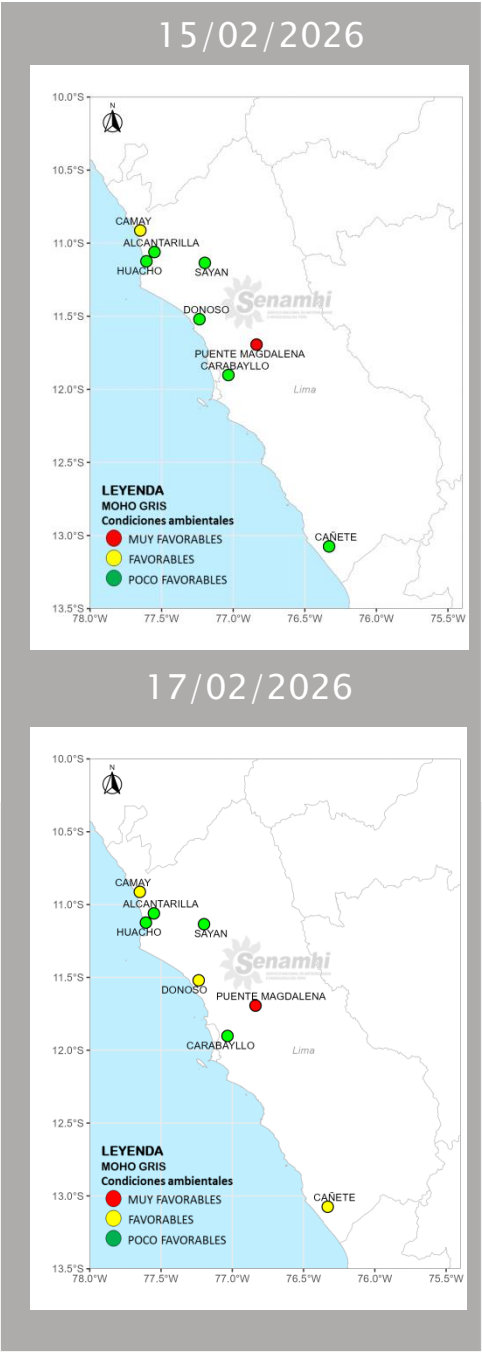 15/02/2026
10.0°S
N
10.5°S
CAMAY
11.0°S
ALCANTARILLA
HUACHO
SAYAN
Senamhi
11.5°S
DONOSO
PUENTE MAGDALENA
CARABAYLLO
12.0°S
Lima
12.5°S
LEYENDA
MOHO GRIS
Condiciones ambientales
13.0°S
CAÑETE
MUY FAVORABLES
FAVORABLES
POCO FAVORABLES
13.5°S
78.0°W 77.5°W 77.0°W 76.5°W 76.0°W 75.5°W
17/02/2026
10.0°S
N
10.5°S
CAMAY
11.0°S
ALCANTARILLA
HUACHO
SAYAN
Senamhi
11.5°S
DONOSO
PUENTE MAGDALENA
CARABAYLLO
12.0°S
Lima
12.5°S
LEYENDA
MOHO GRIS
Condiciones ambientales
13.0°S
CAÑETE
MUY FAVORABLES
FAVORABLES
POCO FAVORABLES
13.5°S
78.0°W 77.5°W 77.0°W 76.5°W 76.0°W 75.5°W